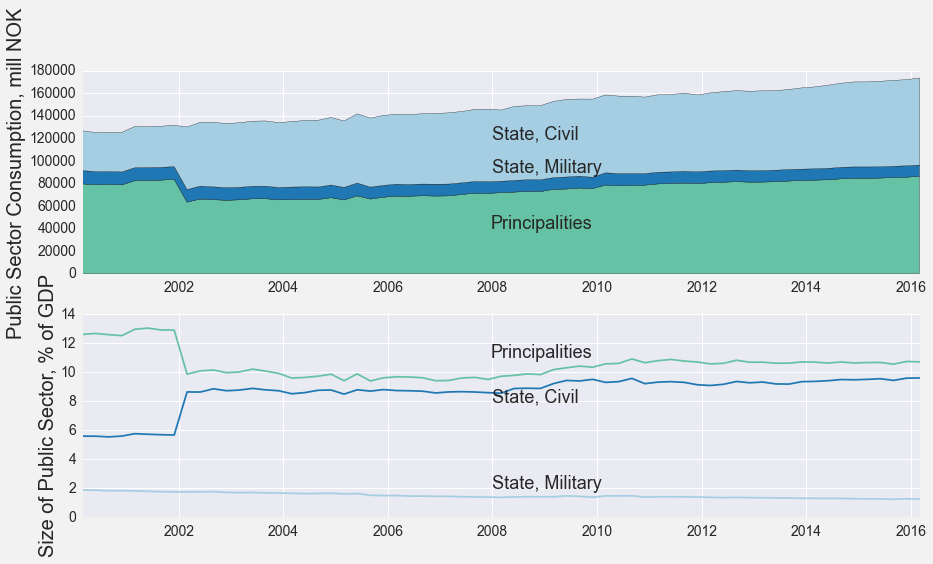 Public Sector Consumption, mill NOK
180000
160000
140000
120000
100000
80000
60000
40000
20000
0
State, Civil
State, Military
Principalities
2002 2004 2006 2008 2010 2012 2014 2016
Size of Public Sector, % of GDP
14
12
10
8
6
4
2
0
Principalities
State, Civil
State, Military
2002 2004 2006 2008 2010 2012 2014 2016